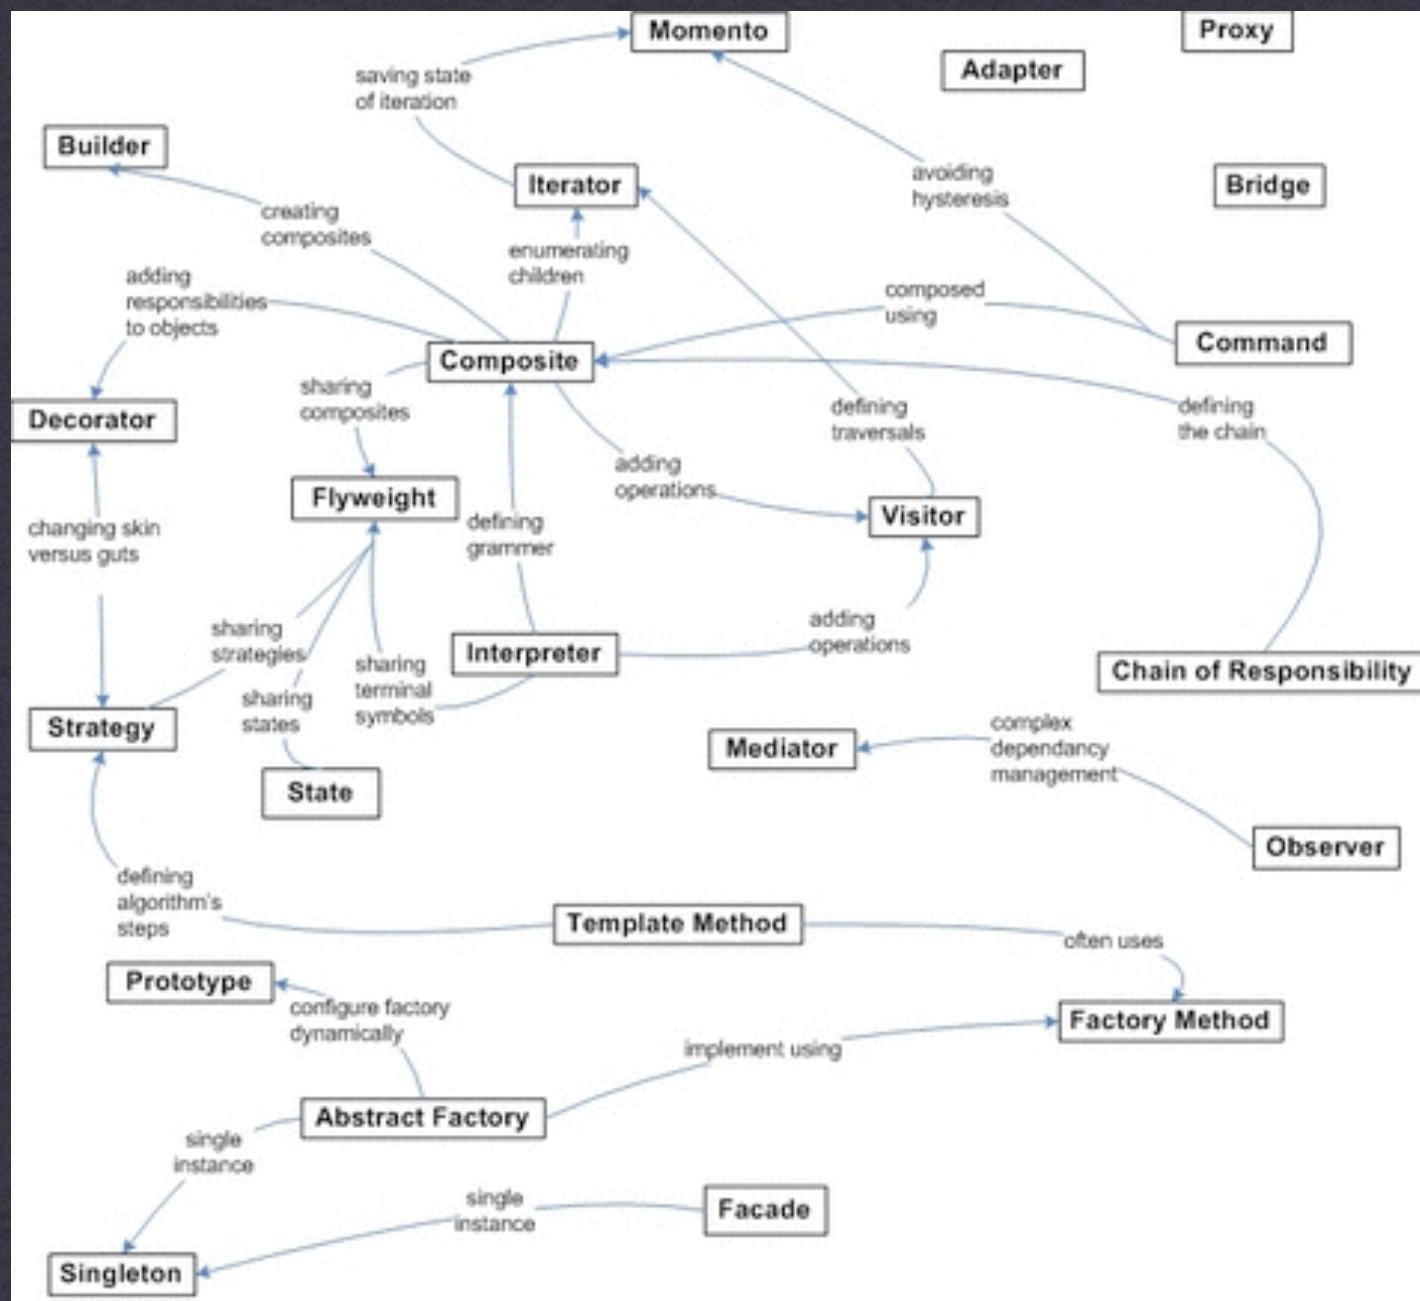 Momento
Proxy
Adapter
saving state
of iteration
Builder
Iterator
avoiding
hysteresis
Bridge
creating
composites
enumerating
children
adding
responsibilities
to objects
composed
using
Command
Composite
sharing
composites
Decorator
defining
traversals
defining
the chain
adding
operations
Flyweight
Visitor
changing skin
versus guts
defining
grammer
sharing
strategies
adding
operations
Interpreter
sharing
terminal
symbols
Chain of Responsibility
sharing
states
Strategy
Mediator
complex
dependancy
management
State
Observer
defining
algorithm's
steps
Template Method
often uses
Prototype
configure factory
dynamically
Factory Method
implement using
Abstract Factory
single
instance
single
instance
Facade
Singleton